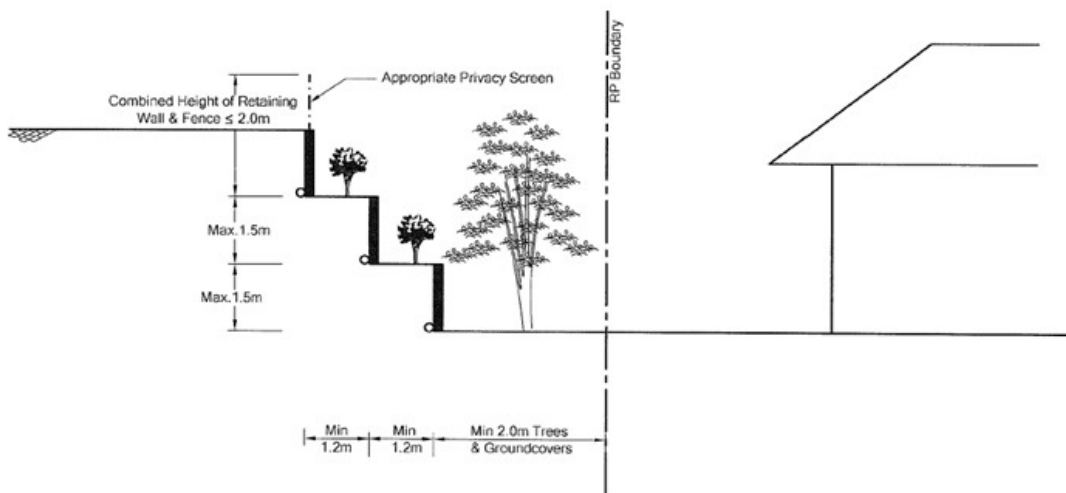 Appropriate Privacy Screen
Combined Height of Retaining
Wall & Fence ≤ 2.0m
RP Boundary
Max.1.5m
Max.1.5m
Min
1.2m
Min
1.2m
Min 2.0m Trees
& Groundcovers